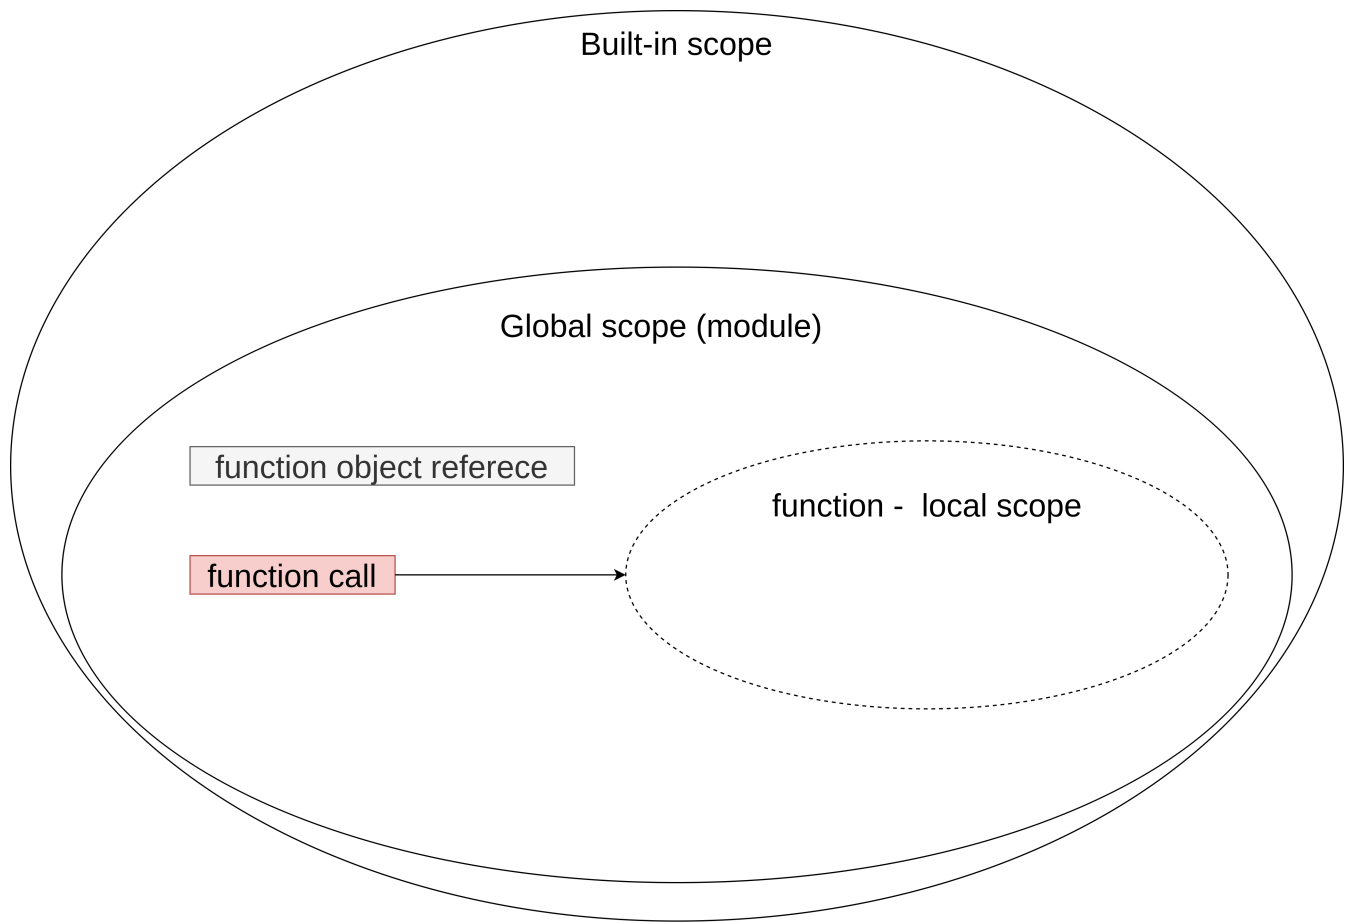 Built-in scope
Global scope (module)
function object referece
function - local scope
function call